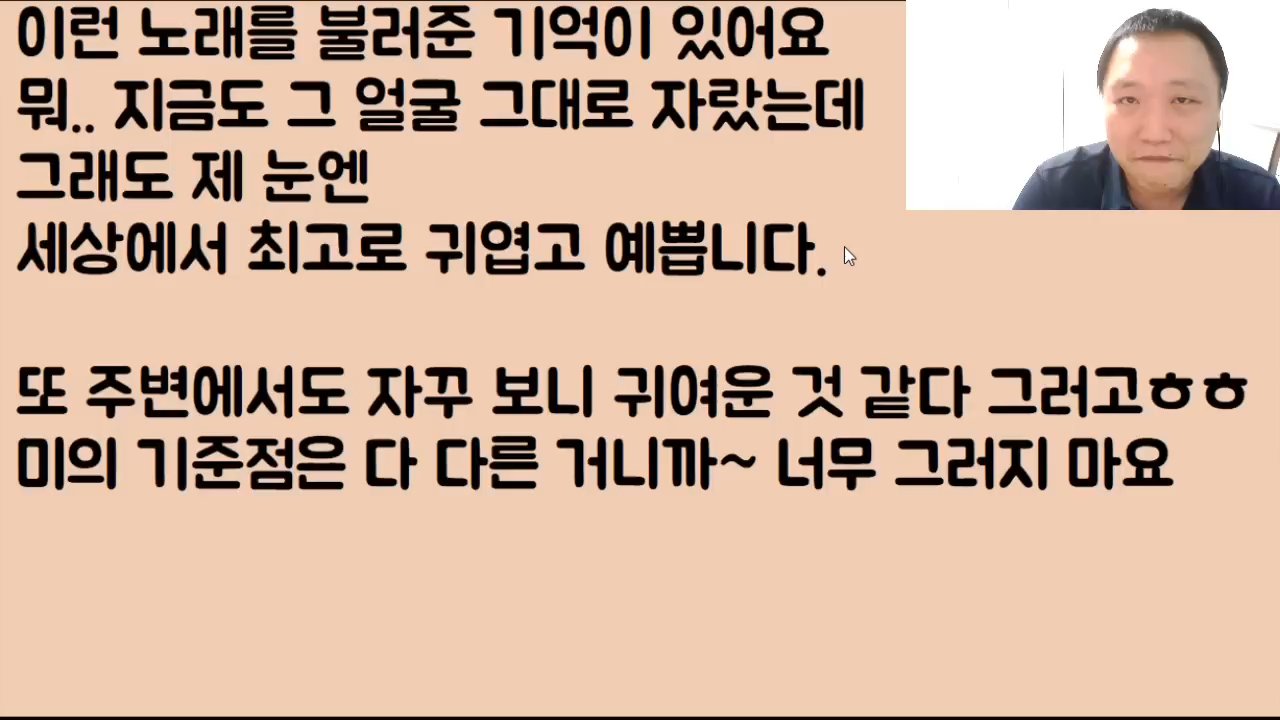 이런 노래를 불러준 기억이 있어요
뭐.. 지금도 그 얼굴 그대로 자랐는데
그래도 제 눈엔
세상에서 최고로 귀엽고 예쁩니다.
또 주변에서도 자꾸 보니 귀여운 것 같다 그러고ㅎㅎ
미의 기준점은 다 다른 거니까~ 너무 그러지 마요